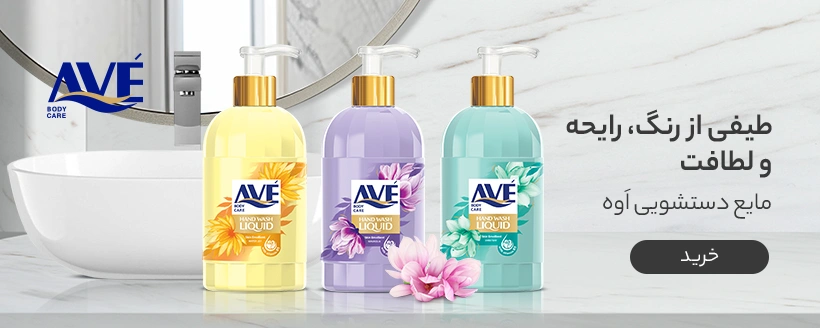 AVÉ
BODY
CARE
طیفی از رنگ، رایحه
و لطافت
مایع دستشویی اَوه
خرید
AVÉ
BODY
CARE
HAND WASH
LIQUID
AVÉ
BODY
CARE
HAND WASH
LIQUID
AVÉ
BODY
CARE
HAND WASH
LIQUID